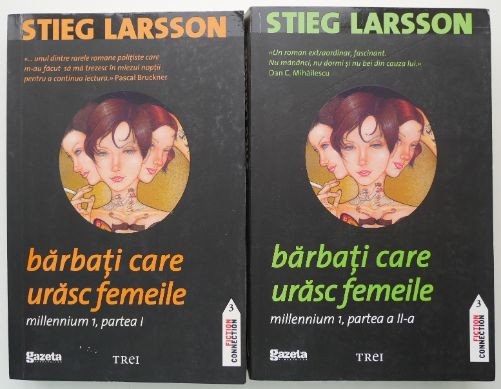 STIEG LARSSON
«... unul dintre rarele romane polițiste care
m-au făcut să mă trezesc în miezul nopții
pentru a continua lectura.» Pascal Bruckner
bărbați care
urăsc femeile
millennium 1, partea I
gazeta
TREI
3
FICTION
CONNECTION
STIEG LARSSON
«Un roman extraordinar, fascinant.
Nu mănânci, nu dormi și nu bei din cauza lui.»
Dan C. Mihăilescu
bărbați care
urăsc femeile
millennium 1, partea a II-a
gazeta
TREI
3
FICTION
CONNECTION